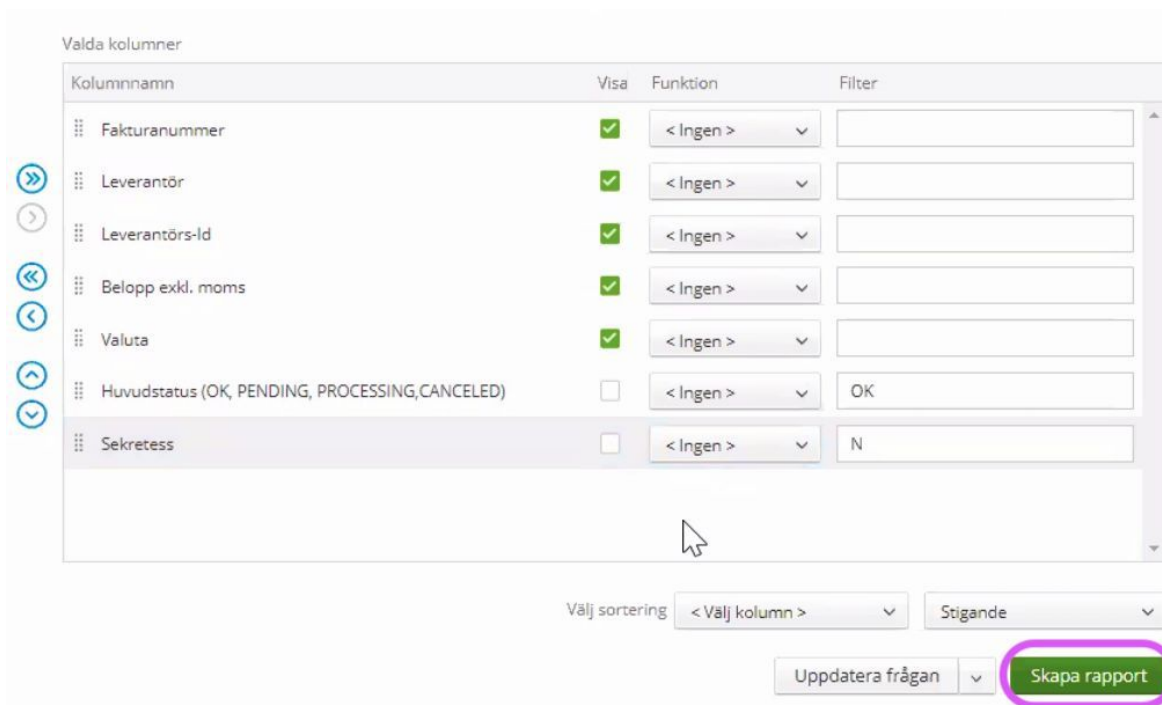 Valda kolumner
Kolumnnamn Visa Funktion Filter
Fakturanummer < Ingen >
Leverantör < Ingen >
Leverantörs-Id < Ingen >
Belopp exkl. moms < Ingen >
Valuta < Ingen >
Huvudstatus (OK, PENDING, PROCESSING,CANCELED) < Ingen > OK
Sekretess < Ingen > N
Välj sortering < Välj kolumn > Stigande
Uppdatera frågan Skapa rapport